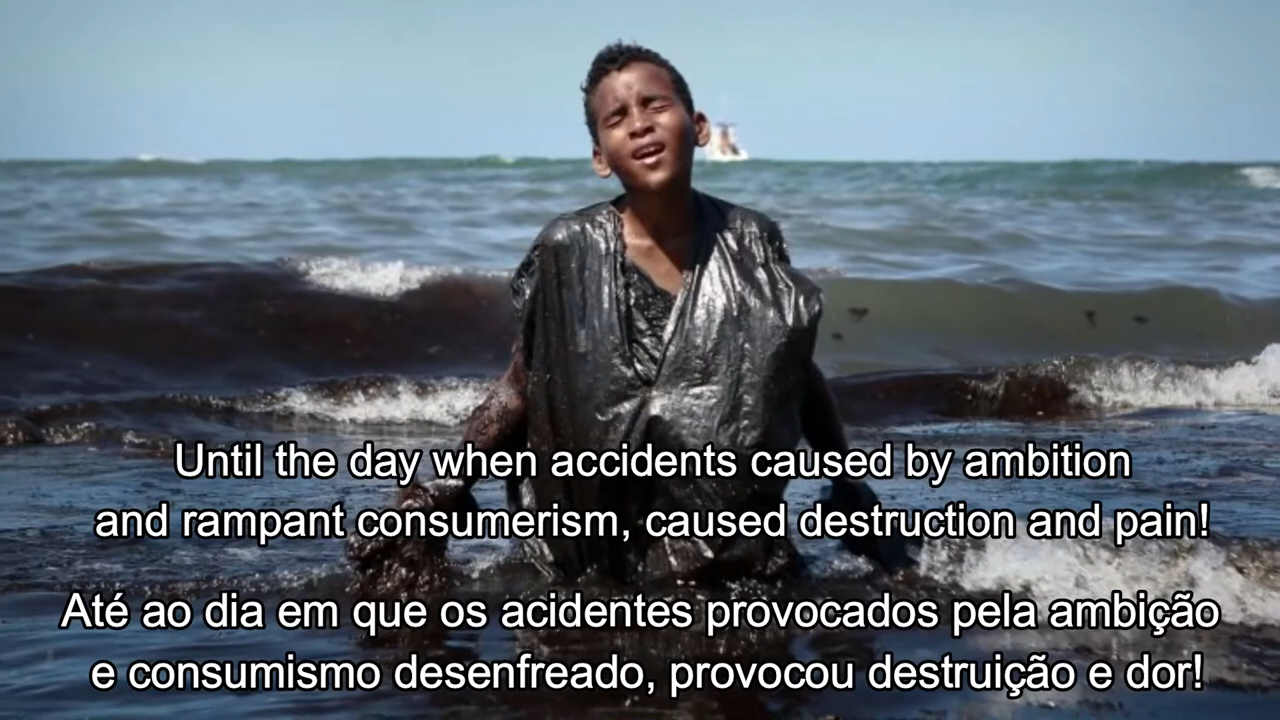 Until the day when accidents caused by ambition
and rampant consumerism, caused destruction and pain!
Até ao dia em que os acidentes provocados pela ambição
e consumismo desenfreado, provocou destruição e dor!